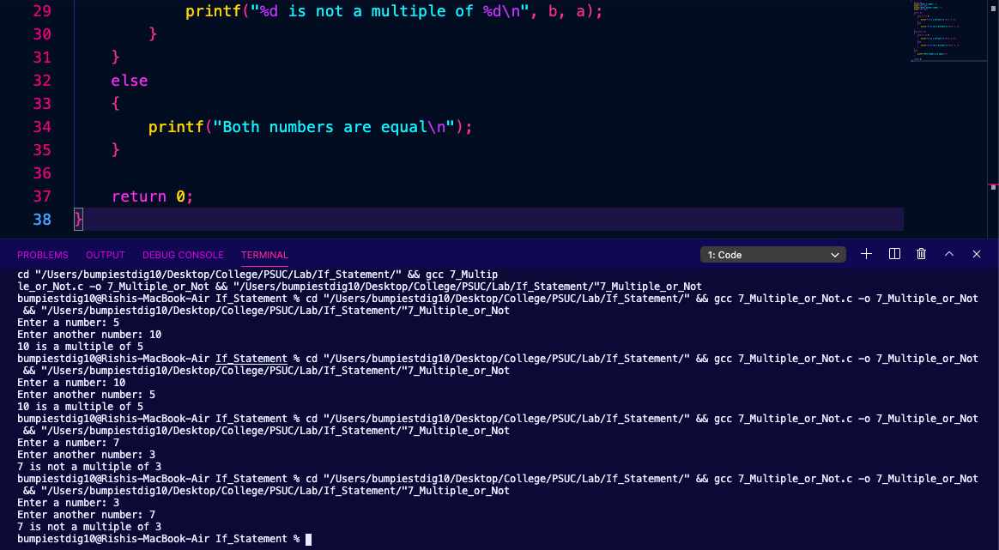 29 printf("%d is not a multiple of %d\n", b, a);
30 }
31 }
32 else
33 {
34 printf("Both numbers are equal\n");
35 }
36
37 return 0;
38 }
PROBLEMS OUTPUT DEBUG CONSOLE TERMINAL 1: Code
cd "/Users/bumpiestdig10/Desktop/College/PSUC/Lab/If_Statement/" && gcc 7_Multip
le_or_Not.c -o 7_Multiple_or_Not && "/Users/bumpiestdig10/Desktop/College/PSUC/Lab/If_Statement/"7_Multiple_or_Not
bumpiestdig10@Rishis-MacBook-Air If_Statement % cd "/Users/bumpiestdig10/Desktop/College/PSUC/Lab/If_Statement/" && gcc 7_Multiple_or_Not.c -o 7_Multiple_or_Not
&& "/Users/bumpiestdig10/Desktop/College/PSUC/Lab/If_Statement/"7_Multiple_or_Not
Enter a number: 5
Enter another number: 10
10 is a multiple of 5
bumpiestdig10@Rishis-MacBook-Air If_Statement % cd "/Users/bumpiestdig10/Desktop/College/PSUC/Lab/If_Statement/" && gcc 7_Multiple_or_Not.c -o 7_Multiple_or_Not
&& "/Users/bumpiestdig10/Desktop/College/PSUC/Lab/If_Statement/"7_Multiple_or_Not
Enter a number: 10
Enter another number: 5
10 is a multiple of 5
bumpiestdig10@Rishis-MacBook-Air If_Statement % cd "/Users/bumpiestdig10/Desktop/College/PSUC/Lab/If_Statement/" && gcc 7_Multiple_or_Not.c -o 7_Multiple_or_Not
&& "/Users/bumpiestdig10/Desktop/College/PSUC/Lab/If_Statement/"7_Multiple_or_Not
Enter a number: 7
Enter another number: 3
7 is not a multiple of 3
bumpiestdig10@Rishis-MacBook-Air If_Statement % cd "/Users/bumpiestdig10/Desktop/College/PSUC/Lab/If_Statement/" && gcc 7_Multiple_or_Not.c -o 7_Multiple_or_Not
&& "/Users/bumpiestdig10/Desktop/College/PSUC/Lab/If_Statement/"7_Multiple_or_Not
Enter a number: 3
Enter another number: 7
7 is not a multiple of 3
bumpiestdig10@Rishis-MacBook-Air If_Statement %